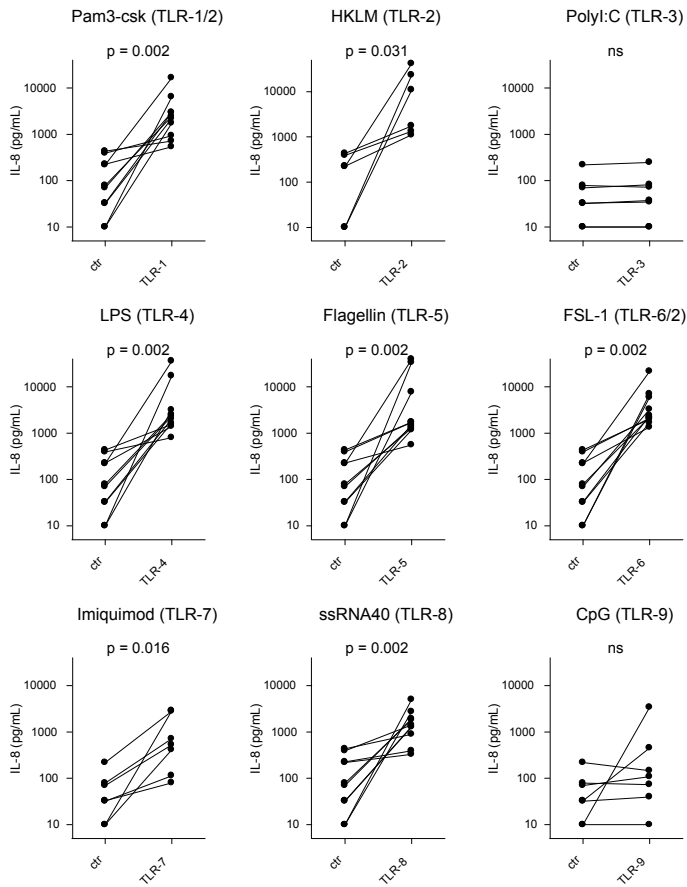 Pam3-csk (TLR-1/2)
p = 0.002
IL-8 (pg/mL)
10000
1000
100
10
ctr
TLR-1
HKLM (TLR-2)
p = 0.031
IL-8 (pg/mL)
10000
1000
100
10
ctr
TLR-2
PolyI:C (TLR-3)
ns
IL-8 (pg/mL)
10000
1000
100
10
ctr
TLR-3
LPS (TLR-4)
p = 0.002
IL-8 (pg/mL)
10000
1000
100
10
ctr
TLR-4
Flagellin (TLR-5)
p = 0.002
IL-8 (pg/mL)
10000
1000
100
10
ctr
TLR-5
FSL-1 (TLR-6/2)
p = 0.002
IL-8 (pg/mL)
10000
1000
100
10
ctr
TLR-6
Imiquimod (TLR-7)
p = 0.016
IL-8 (pg/mL)
10000
1000
100
10
ctr
TLR-7
ssRNA40 (TLR-8)
p = 0.002
IL-8 (pg/mL)
10000
1000
100
10
ctr
TLR-8
CpG (TLR-9)
ns
IL-8 (pg/mL)
10000
1000
100
10
ctr
TLR-9